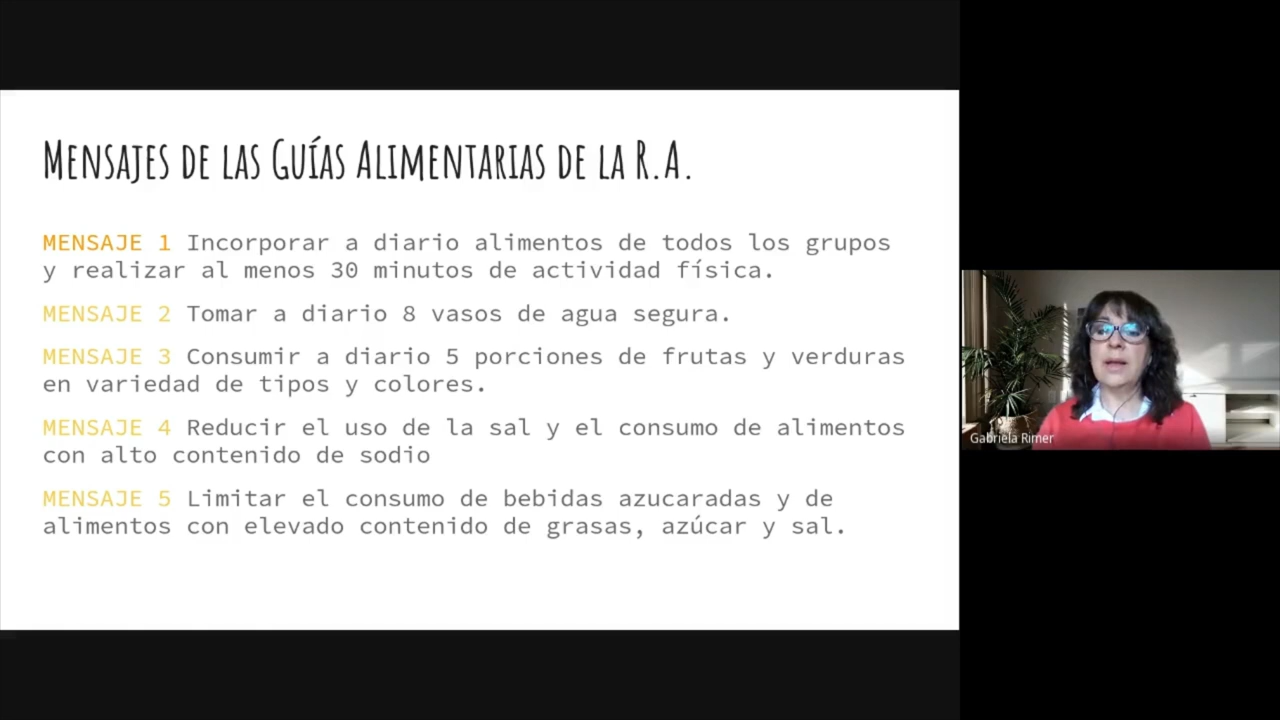 Mensajes de las Guías Alimentarias de la R.A.
MENSAJE 1 Incorporar a diario alimentos de todos los grupos
y realizar al menos 30 minutos de actividad física.
MENSAJE 2 Tomar a diario 8 vasos de agua segura.
MENSAJE 3 Consumir a diario 5 porciones de frutas y verduras
en variedad de tipos y colores.
MENSAJE 4 Reducir el uso de la sal y el consumo de alimentos
con alto contenido de sodio
MENSAJE 5 Limitar el consumo de bebidas azucaradas y de
alimentos con elevado contenido de grasas, azúcar y sal.
Gabriela Rimer